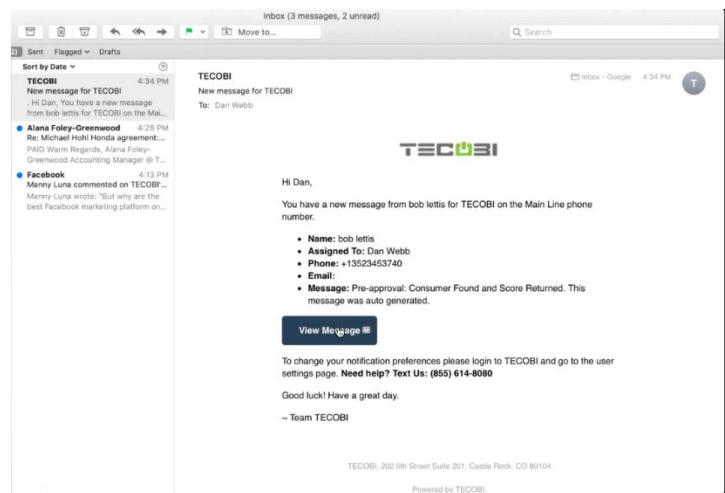 Inbox (3 messages, 2 unread)
Move to...
Search
Sent Flagged Drafts
Sort by Date
TECOBI 4:34 PM
New message for TECOBI
. Hi Dan, You have a new message
from bob lettis for TECOBI on the Mai...
Alana Foley-Greenwood 4:28 PM
Re: Michael Hohl Honda agreement:...
PAID Warm Regards, Alana Foley-
Greenwood Accounting Manager @ T...
Facebook 4:13 PM
Manny Luna commented on TECOBI'...
Manny Luna wrote: "But why are the
best Facebook marketing platform on...
TECOBI
New message for TECOBI
To: Dan Webb
Inbox - Google 4:34 PM
T
TECOBI
Hi Dan,
You have a new message from bob lettis for TECOBI on the Main Line phone
number.
• Name: bob lettis
• Assigned To: Dan Webb
• Phone: +13523453740
• Email:
• Message: Pre-approval: Consumer Found and Score Returned. This
message was auto generated.
View Message
To change your notification preferences please login to TECOBI and go to the user
settings page. Need help? Text Us: (855) 614-8080
Good luck! Have a great day.
~ Team TECOBI
TECOBI, 202 6th Street Suite 201, Castle Rock, CO 80104
Powered by TECOBI.